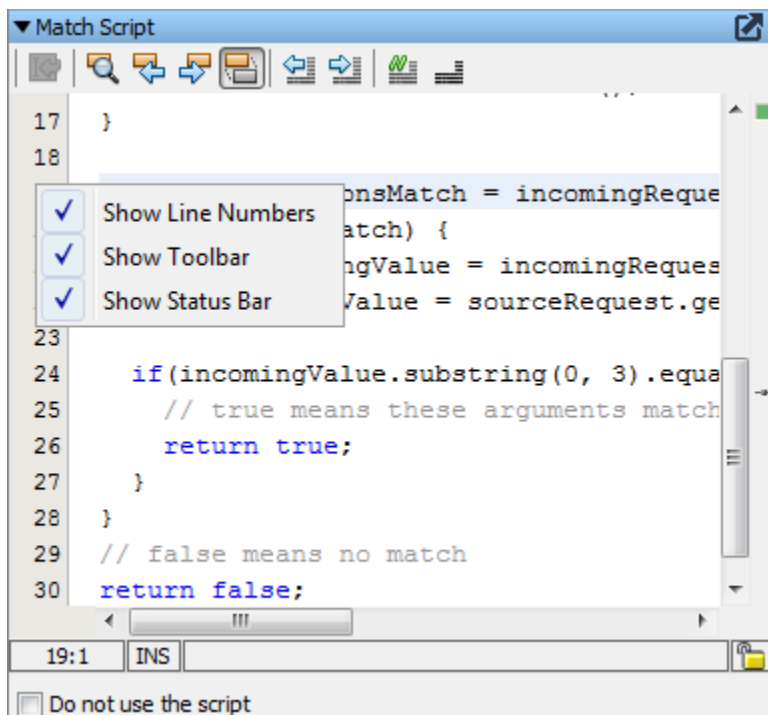 Match Script
17 }
18
onsMatch = incomingReque
Show Line Numbers
atch) {
Show Toolbar
ngValue = incomingReques
Show Status Bar
Value = sourceRequest.ge
23
24 if(incomingValue.substring(0, 3).equa
25 // true means these arguments match
26 return true;
27 }
28 }
29 // false means no match
30 return false;
19:1 INS
Do not use the script